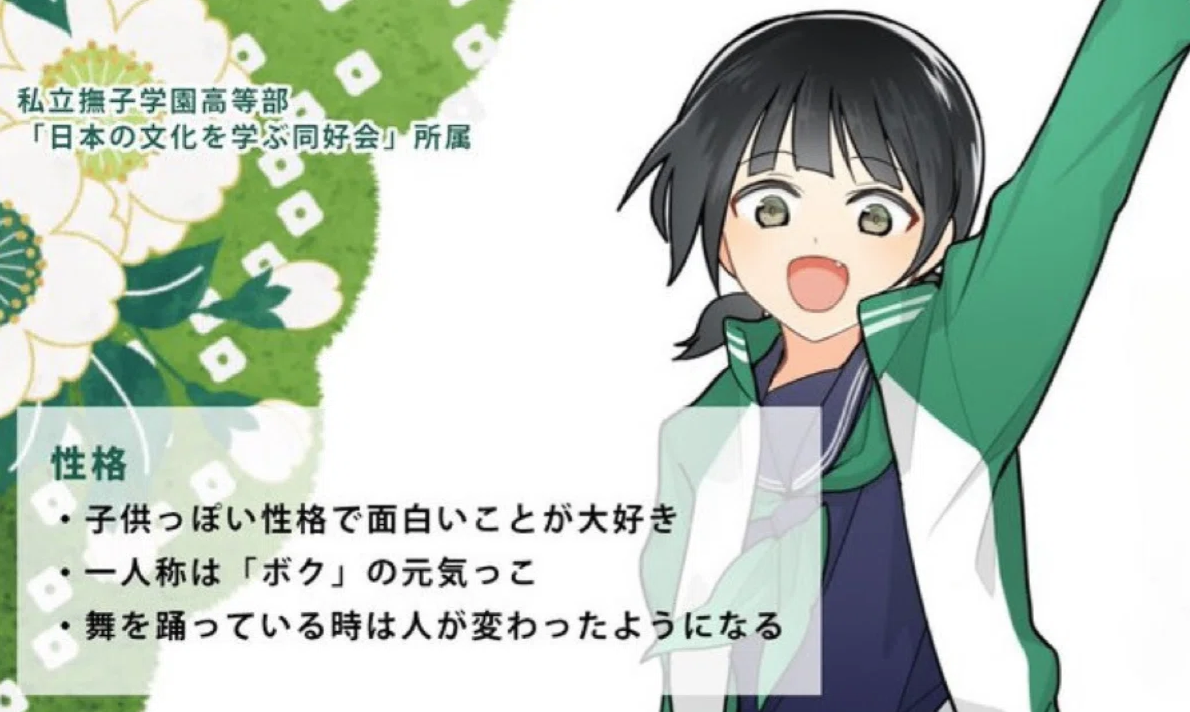 私立撫子学園高等部
「日本の文化を学ぶ同好会」所属
性格
・子供っぽい性格で面白いことが大好き
・一人称は「ボク」の元気っこ
・舞を踊っている時は人が変わったようになる